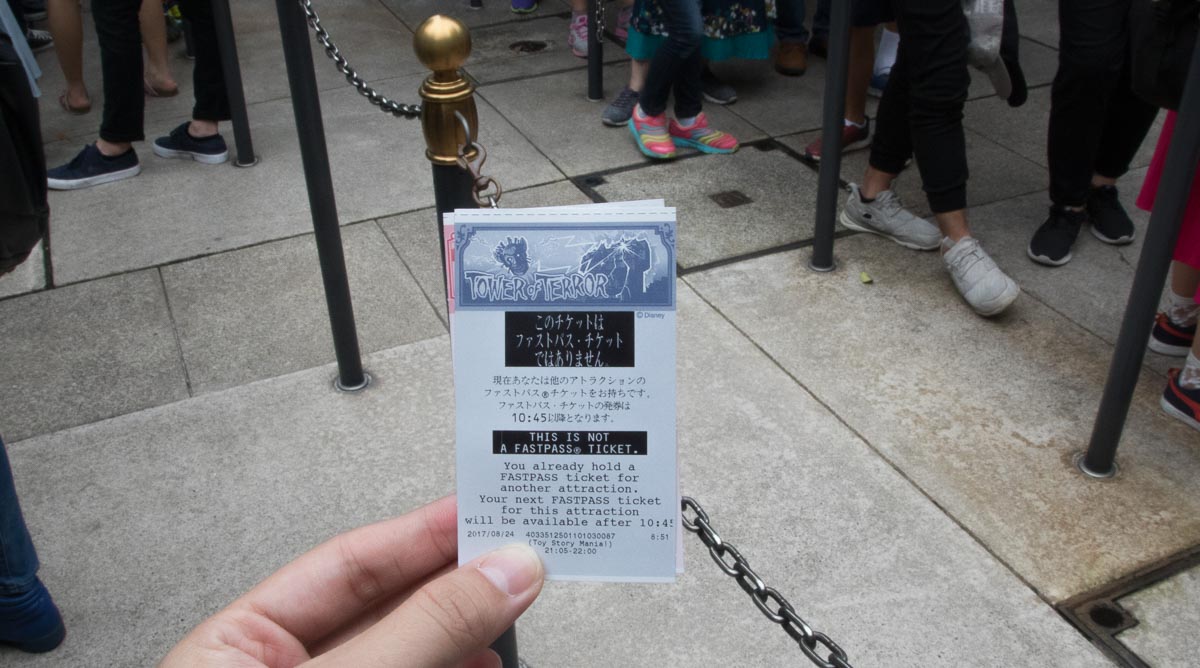 TOWER of TERROR
© Disney
このチケットは
ファストパス・チケット
ではありません。
現在あなたは他のアトラクションの
ファストパス®チケットをお持ちです。
ファストパス・チケットの発券は
10:45以降となります。
THIS IS NOT
A FASTPASS® TICKET.
You already hold a
FASTPASS ticket for
another attraction.
Your next FASTPASS ticket
for this attraction
will be available after 10:45
2017/08/24 4033512501101030087 8:51
(Toy Story Mania!)
21:05-22:00